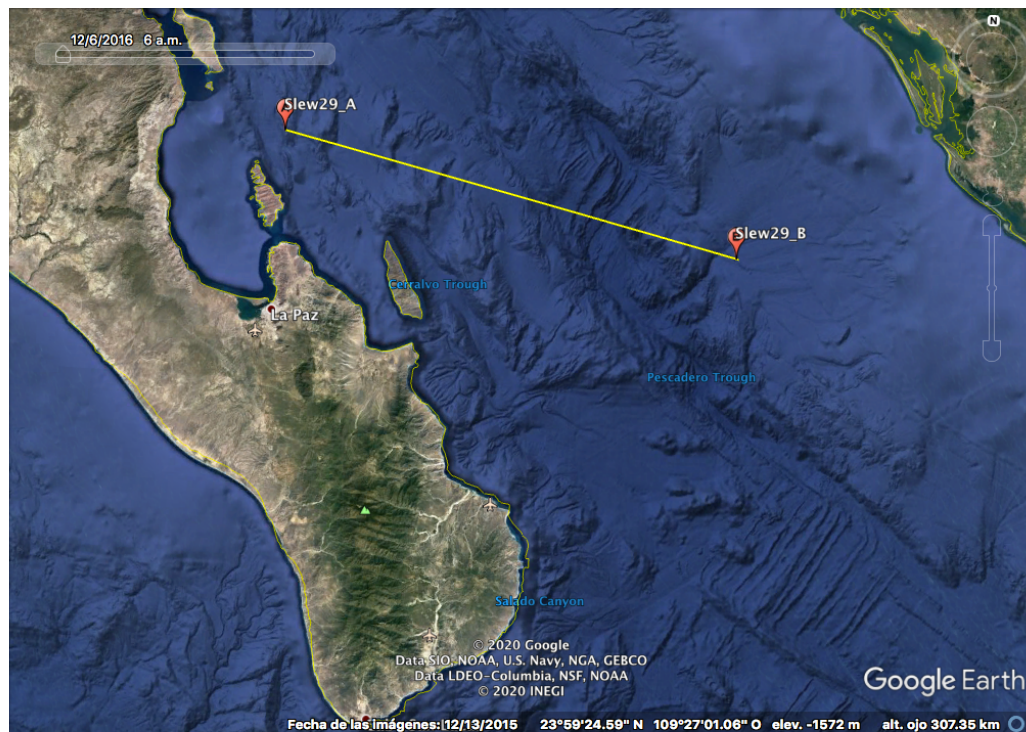 12/6/2016 6 a.m.
N
Slew29_A
Slew29_B
Cerralvo Trough
La Paz
Pescadero Trough
Salado Canyon
© 2020 Google
Data SIO, NOAA, U.S. Navy, NGA, GEBCO
Data LDEO-Columbia, NSF, NOAA
© 2020 INEGI
Google Earth
Fecha de las imágenes: 12/13/2015 23°59'24.59" N 109°27'01.06" O elev. -1572 m alt. ojo 307.35 km